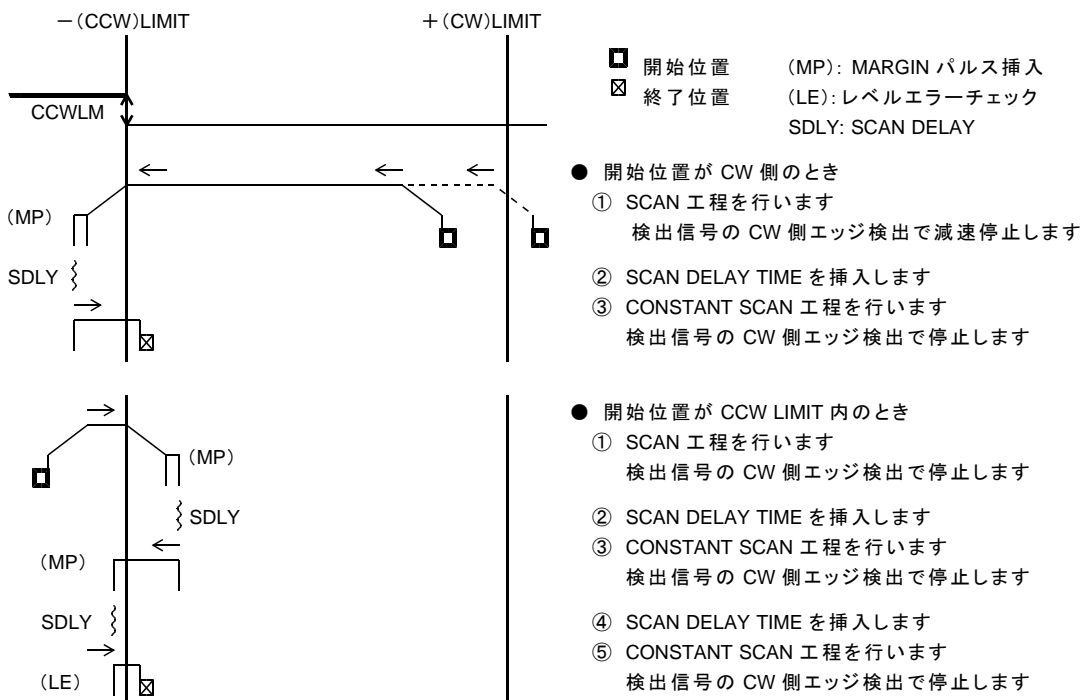 －(CCW)LIMIT
＋(CW)LIMIT
CCWLM
（MP）
SDLY
開始位置 （MP）: MARGIN パルス挿入
終了位置 （LE）:レベルエラーチェック
SDLY: SCAN DELAY
● 開始位置が CW 側のとき
① SCAN 工程を行います
検出信号の CW 側エッジ検出で減速停止します
② SCAN DELAY TIME を挿入します
③ CONSTANT SCAN 工程を行います
検出信号の CW 側エッジ検出で停止します
（MP）
SDLY
（MP）
SDLY
（LE）
● 開始位置が CCW LIMIT 内のとき
① SCAN 工程を行います
検出信号の CW 側エッジ検出で停止します
② SCAN DELAY TIME を挿入します
③ CONSTANT SCAN 工程を行います
検出信号の CW 側エッジ検出で停止します
④ SCAN DELAY TIME を挿入します
⑤ CONSTANT SCAN 工程を行います
検出信号の CW 側エッジ検出で停止します